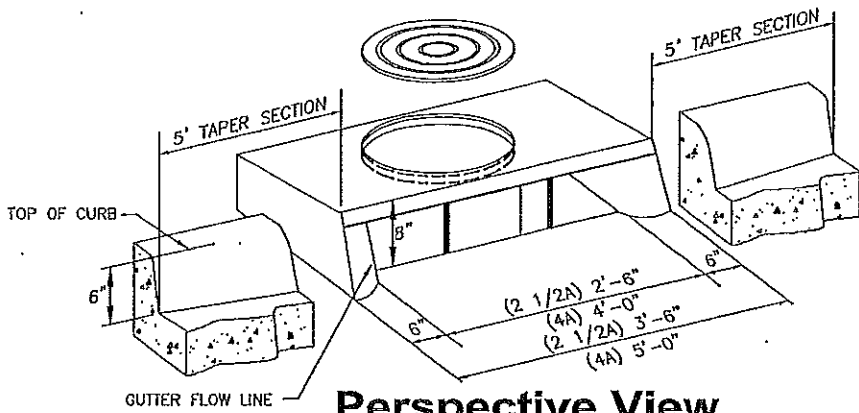 5' TAPER SECTION
5' TAPER SECTION
TOP OF CURB
8"
6"
6"
6"
(2 1/2A) 2'-6"
(4A) 4'-0"
(2 1/2A) 3'-6"
(4A) 5'-0"
GUTTER FLOW LINE
Perspective View